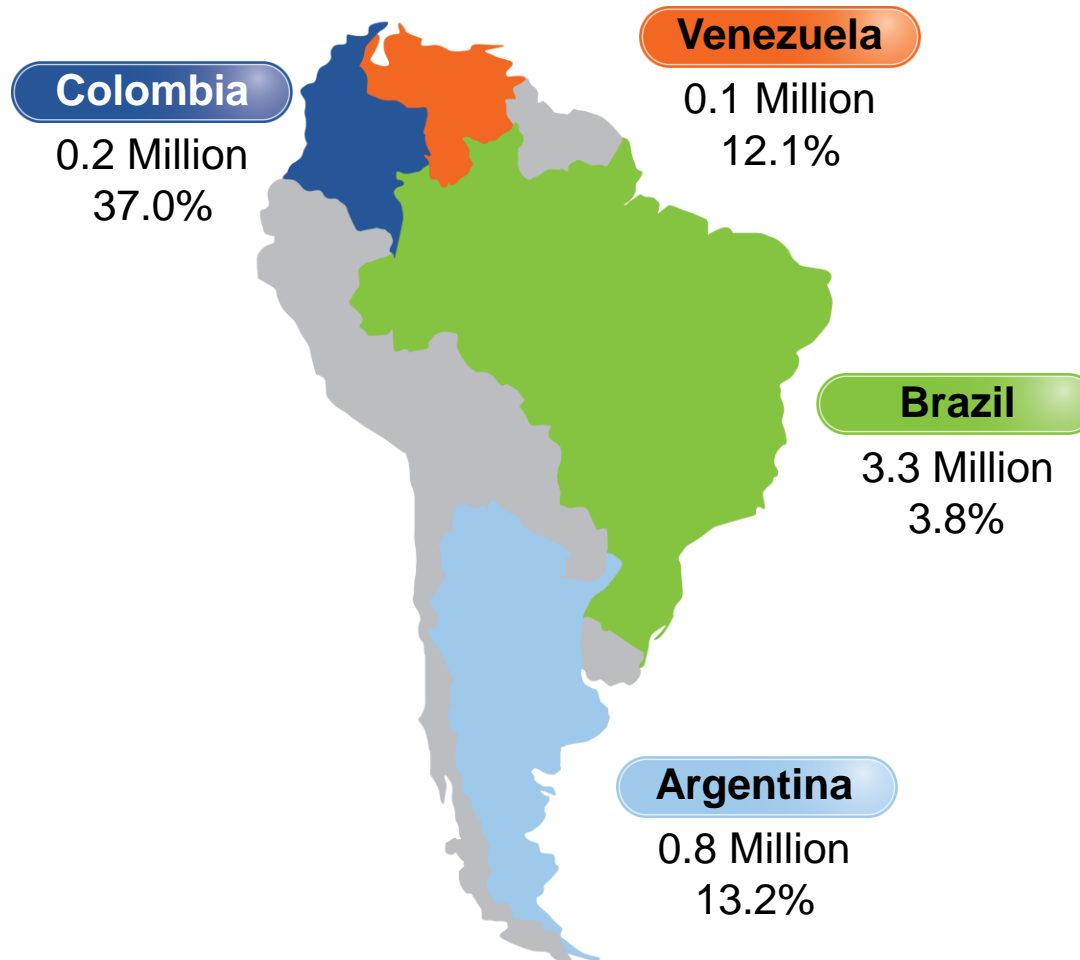 Venezuela
0.1 Million
12.1%
Colombia
0.2 Million
37.0%
Brazil
3.3 Million
3.8%
Argentina
0.8 Million
13.2%